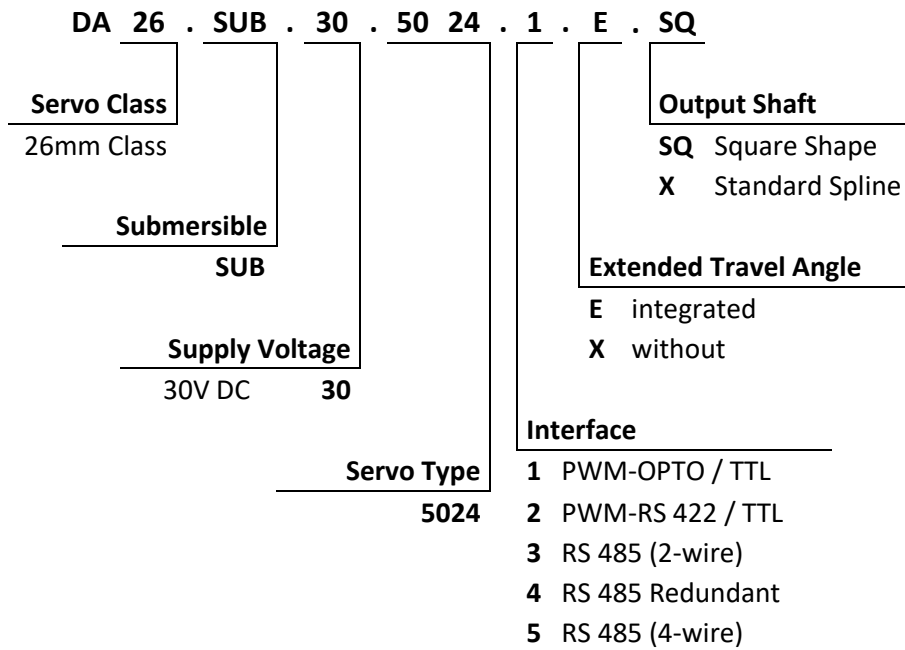 DA 26 . SUB . 30 . 50 24 . 1 . E . SQ
Servo Class
26mm Class
Submersible
SUB
Supply Voltage
30V DC 30
Servo Type
5024
Output Shaft
SQ Square Shape
X Standard Spline
Extended Travel Angle
E integrated
X without
Interface
1 PWM-OPTO / TTL
2 PWM-RS 422 / TTL
3 RS 485 (2-wire)
4 RS 485 Redundant
5 RS 485 (4-wire)